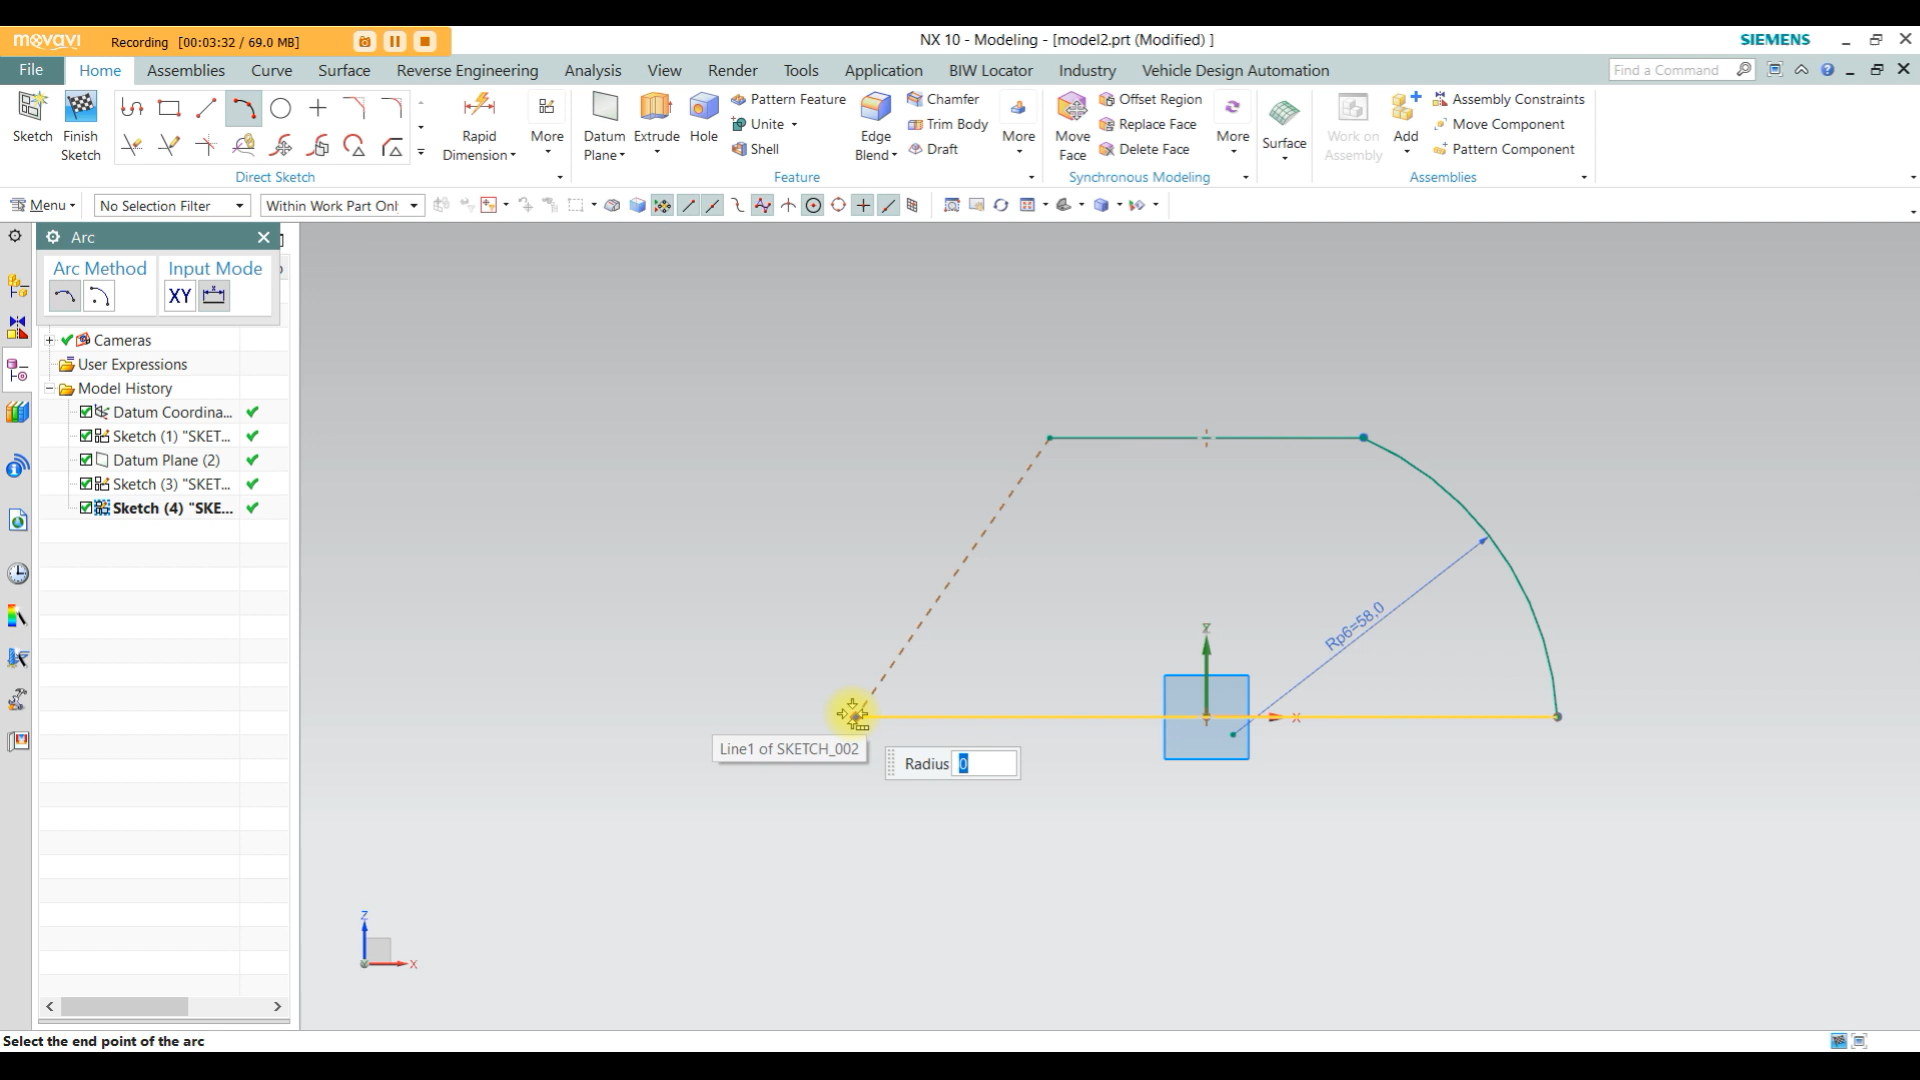 movavi Recording [00:03:32 / 69.0 MB]
NX 10 - Modeling - [model2.prt (Modified) ]
SIEMENS
File Home Assemblies Curve Surface Reverse Engineering Analysis View Render Tools Application BIW Locator Industry Vehicle Design Automation
Find a Command
Sketch
Finish Sketch
Direct Sketch
Rapid Dimension
More
Datum Plane
Extrude
Hole
Pattern Feature
Unite
Shell
Edge Blend
Chamfer
Trim Body
Draft
More
Feature
Move Face
Offset Region
Replace Face
Delete Face
More
Synchronous Modeling
Surface
Work on Assembly
Add
Assembly Constraints
Move Component
Pattern Component
Assemblies
Menu
No Selection Filter
Within Work Part Onl
Arc
Arc Method
Input Mode
XY
Cameras
User Expressions
Model History
Datum Coordina...
Sketch (1) "SKET...
Datum Plane (2)
Sketch (3) "SKET...
Sketch (4) "SKE...
Rp6=58,0
Z
X
Line1 of SKETCH_002
Radius 0
Z
X
Select the end point of the arc